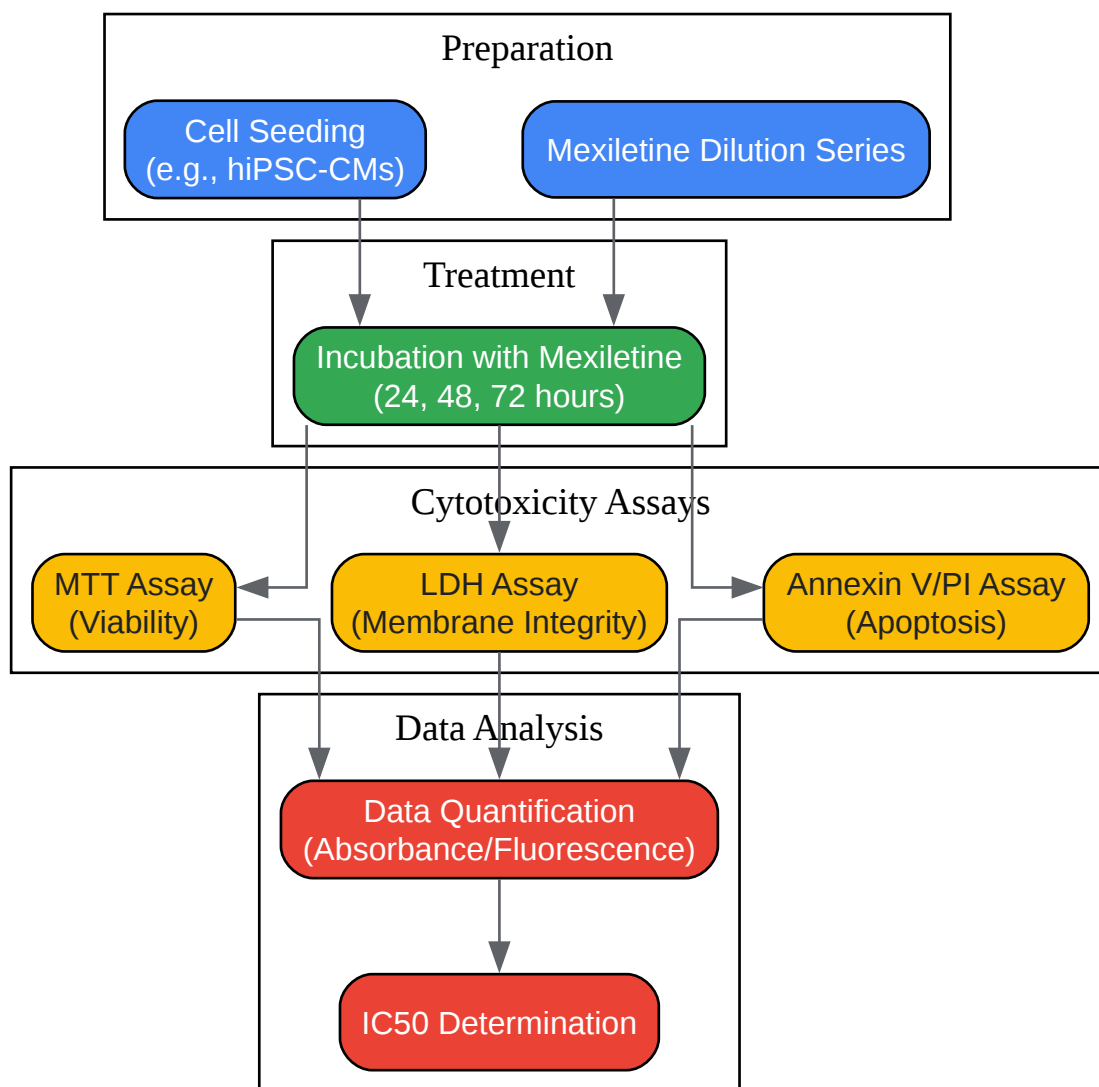 Preparation
Cell Seeding
(e.g., hiPSC-CMs)
Mexiletine Dilution Series
Treatment
Incubation with Mexiletine
(24, 48, 72 hours)
Cytotoxicity Assays
MTT Assay
(Viability)
LDH Assay
(Membrane Integrity)
Annexin V/PI Assay
(Apoptosis)
Data Analysis
Data Quantification
(Absorbance/Fluorescence)
IC50 Determination